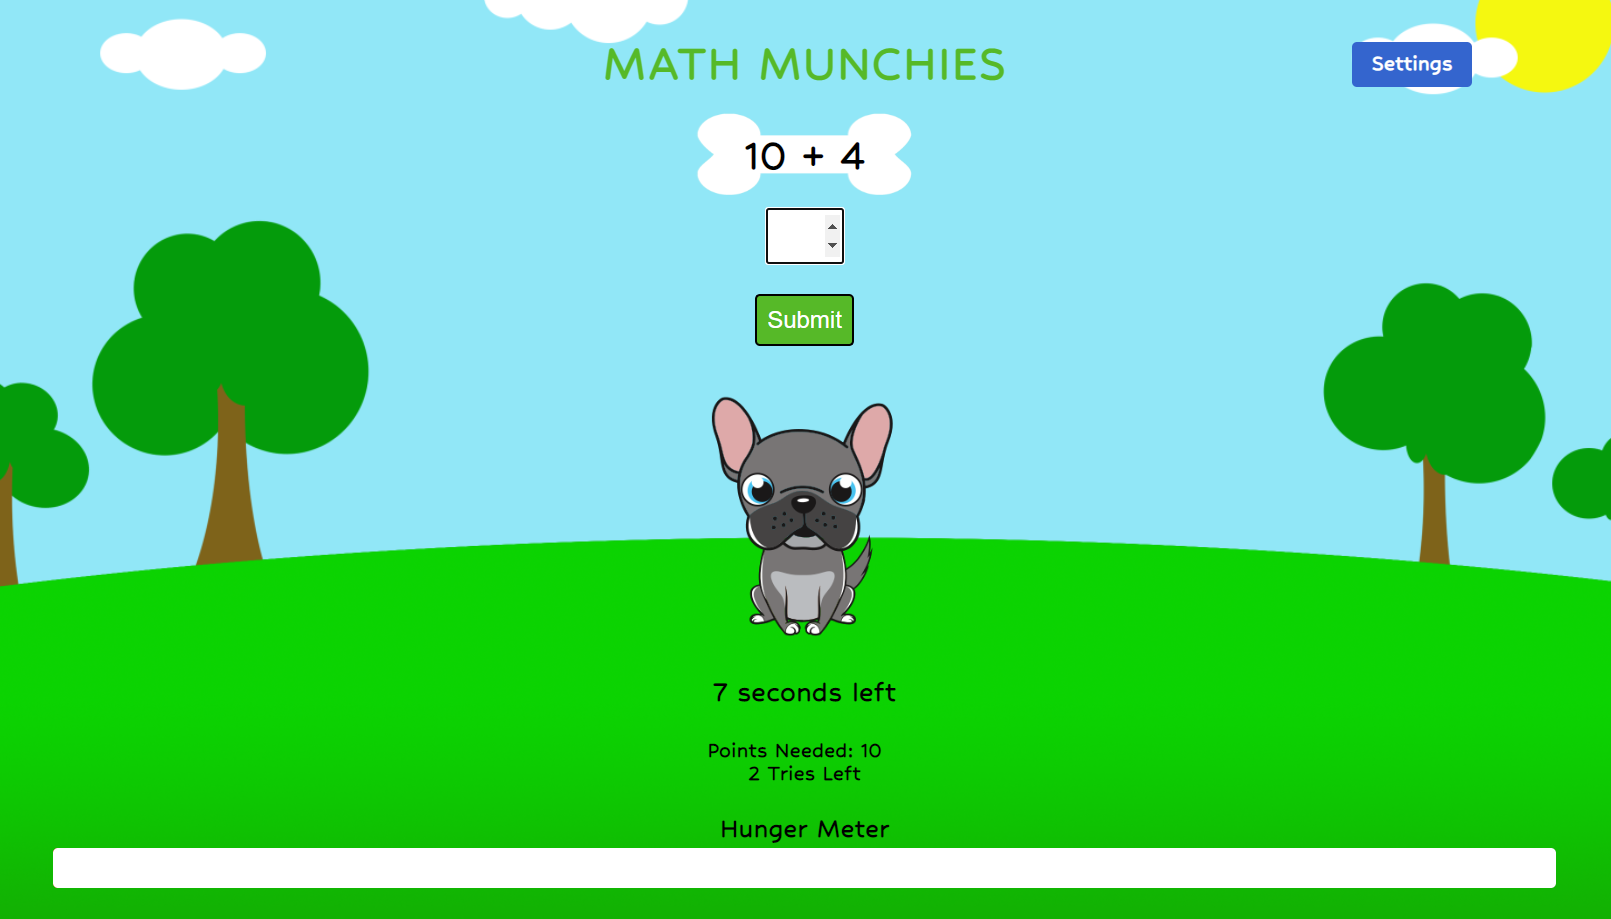 MATH MUNCHIES
Settings
10 + 4
Submit
7 seconds left
Points Needed: 10
2 Tries Left
Hunger Meter